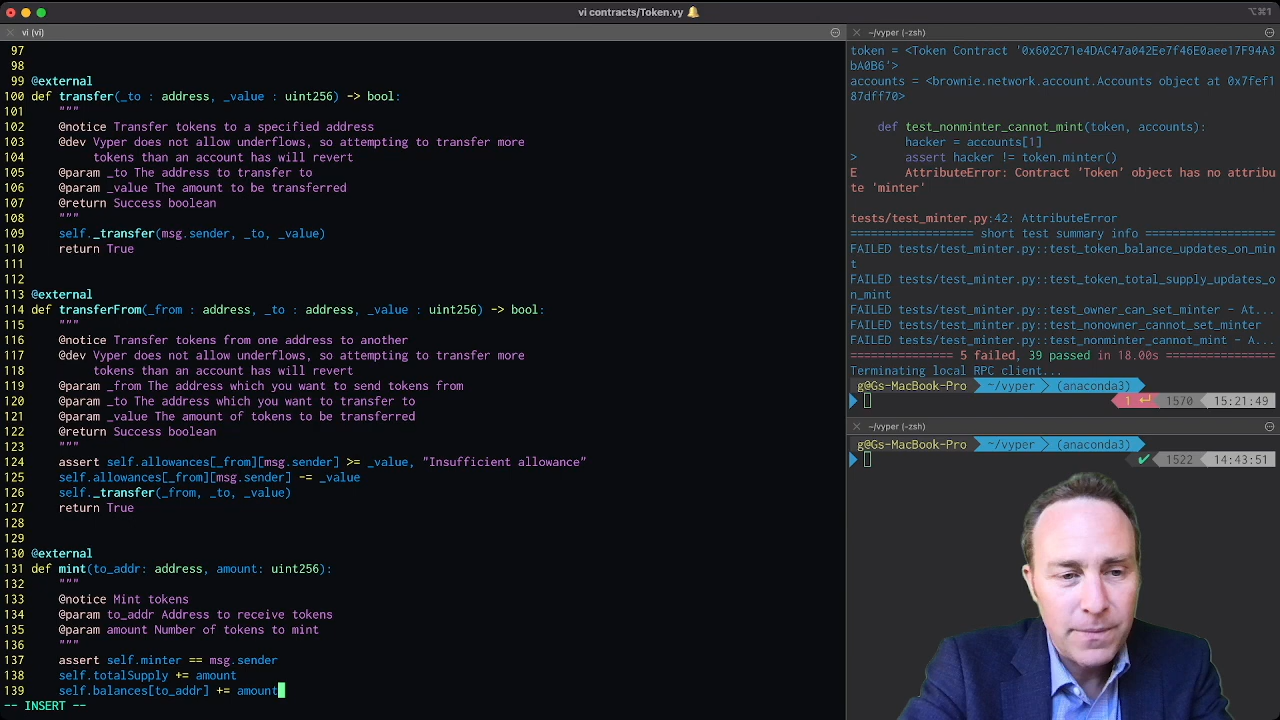 vi contracts/Token.vy 🔔
⌥⌘1
vi (vi)
97
98
99 @external
100 def transfer(_to : address, _value : uint256) -> bool:
101 """
102 @notice Transfer tokens to a specified address
103 @dev Vyper does not allow underflows, so attempting to transfer more
104 tokens than an account has will revert
105 @param _to The address to transfer to
106 @param _value The amount to be transferred
107 @return Success boolean
108 """
109 self._transfer(msg.sender, _to, _value)
110 return True
111
112
113 @external
114 def transferFrom(_from : address, _to : address, _value : uint256) -> bool:
115 """
116 @notice Transfer tokens from one address to another
117 @dev Vyper does not allow underflows, so attempting to transfer more
118 tokens than an account has will revert
119 @param _from The address which you want to send tokens from
120 @param _to The address which you want to transfer to
121 @param _value The amount of tokens to be transferred
122 @return Success boolean
123 """
124 assert self.allowances[_from][msg.sender] >= _value, "Insufficient allowance"
125 self.allowances[_from][msg.sender] -= _value
126 self._transfer(_from, _to, _value)
127 return True
128
129
130 @external
131 def mint(to_addr: address, amount: uint256):
132 """
133 @notice Mint tokens
134 @param to_addr Address to receive tokens
135 @param amount Number of tokens to mint
136 """
137 assert self.minter == msg.sender
138 self.totalSupply += amount
139 self.balances[to_addr] += amount
-- INSERT --
~/vyper (-zsh)
token = <Token Contract '0x602C71e4DAC47a042Ee7f46E0aee17F94A3
bA0B6'>
accounts = <brownie.network.account.Accounts object at 0x7fef1
87dff70>
def test_nonminter_cannot_mint(token, accounts):
hacker = accounts[1]
> assert hacker != token.minter()
E AttributeError: Contract 'Token' object has no attribu
te 'minter'
tests/test_minter.py:42: AttributeError
================= short test summary info ===================
FAILED tests/test_minter.py::test_token_balance_updates_on_min
t
FAILED tests/test_minter.py::test_token_total_supply_updates_o
n_mint
FAILED tests/test_minter.py::test_owner_can_set_minter - At...
FAILED tests/test_minter.py::test_nonowner_cannot_set_minter
FAILED tests/test_minter.py::test_nonminter_cannot_mint - A...
=============== 5 failed, 39 passed in 18.00s ================
Terminating local RPC client...
g@Gs-MacBook-Pro ~/vyper (anaconda3)
1 ↵ 1570 15:21:49
~/vyper (-zsh)
g@Gs-MacBook-Pro ~/vyper (anaconda3)
✔ 1522 14:43:51